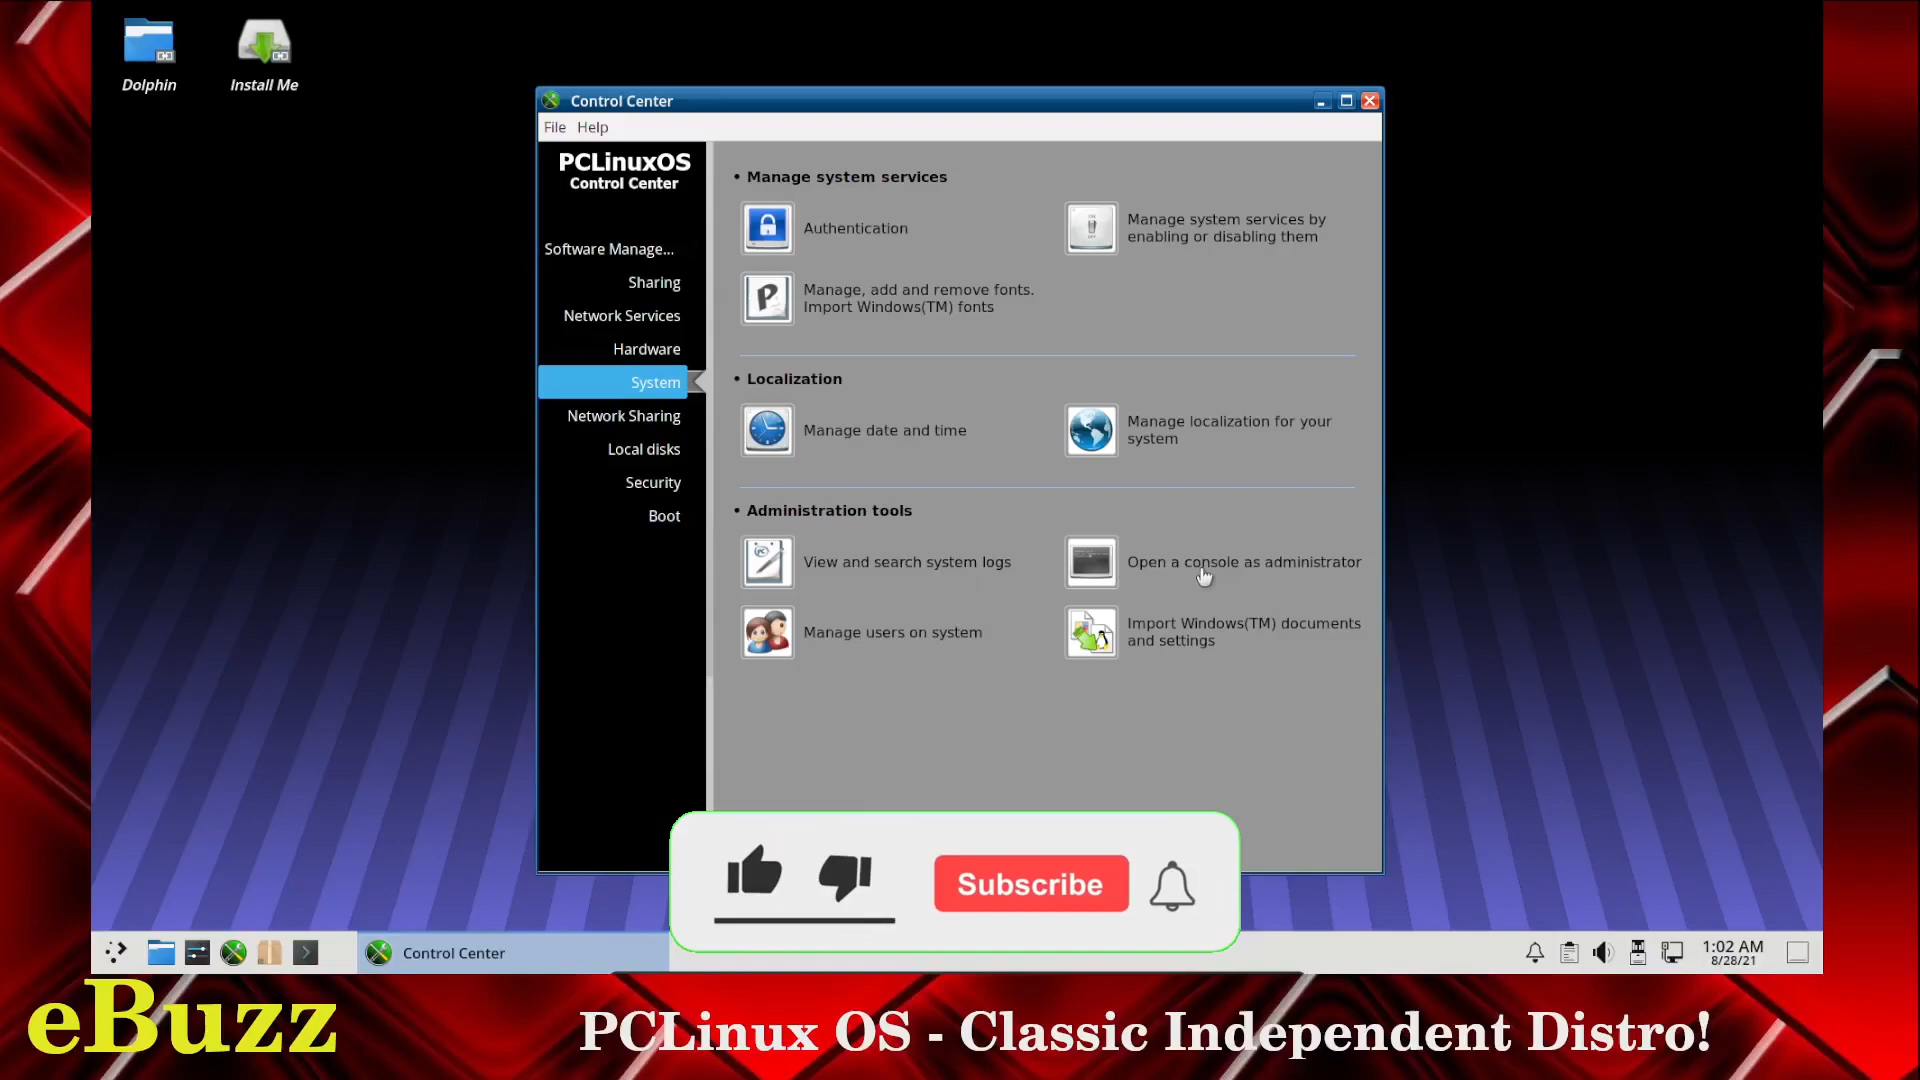 Dolphin
Install Me
Control Center
File Help
PCLinuxOS
Control Center
Software Manage...
Sharing
Network Services
Hardware
System
Network Sharing
Local disks
Security
Boot
• Manage system services
Authentication
Manage system services by
enabling or disabling them
Manage, add and remove fonts.
Import Windows(TM) fonts
• Localization
Manage date and time
Manage localization for your
system
• Administration tools
View and search system logs
Open a console as administrator
Manage users on system
Import Windows(TM) documents
and settings
Subscribe
Control Center
1:02 AM
8/28/21
eBuzz
PCLinux OS - Classic Independent Distro!